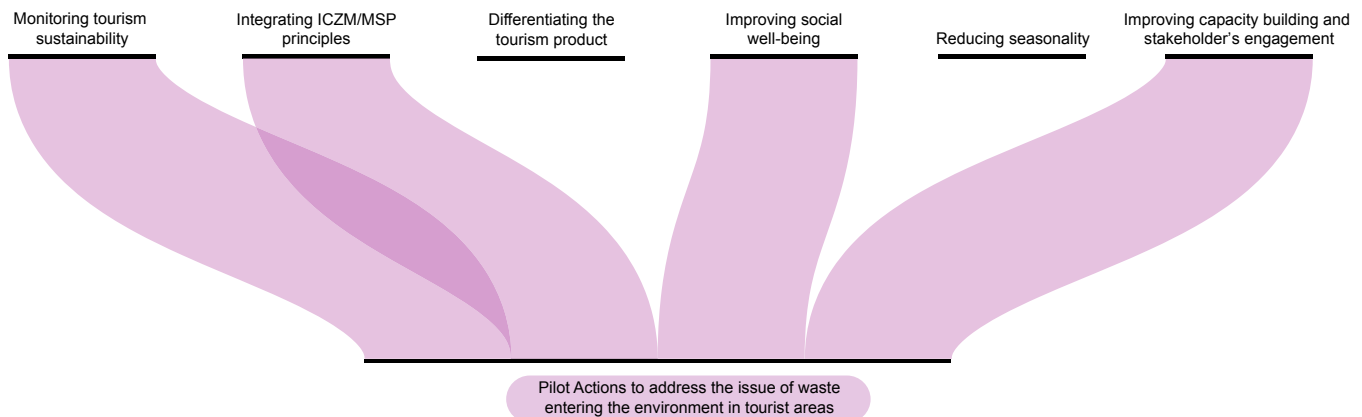 Monitoring tourism
sustainability
Integrating ICZM/MSP
principles
Differentiating the
tourism product
Improving social
well-being
Reducing seasonality
Improving capacity building and
stakeholder’s engagement
Pilot Actions to address the issue of waste
entering the environment in tourist areas